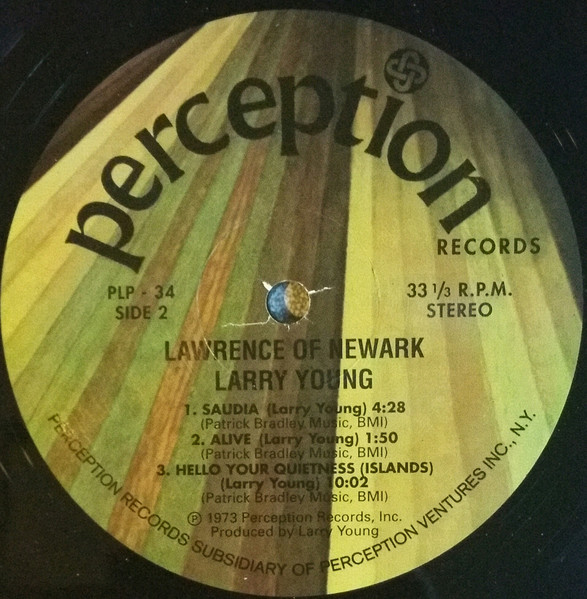 perception
RECORDS
PLP - 34
SIDE 2
33 1/3 R.P.M.
STEREO
LAWRENCE OF NEWARK
LARRY YOUNG
1. SAUDIA (Larry Young) 4:28
(Patrick Bradley Music, BMI)
2. ALIVE (Larry Young) 1:50
(Patrick Bradley Music, BMI)
3. HELLO YOUR QUIETNESS (ISLANDS)
(Larry Young) 10:02
(Patrick Bradley Music, BMI)
℗ 1973 Perception Records, Inc.
Produced by Larry Young
PERCEPTION RECORDS SUBSIDIARY OF PERCEPTION VENTURES INC., N.Y.